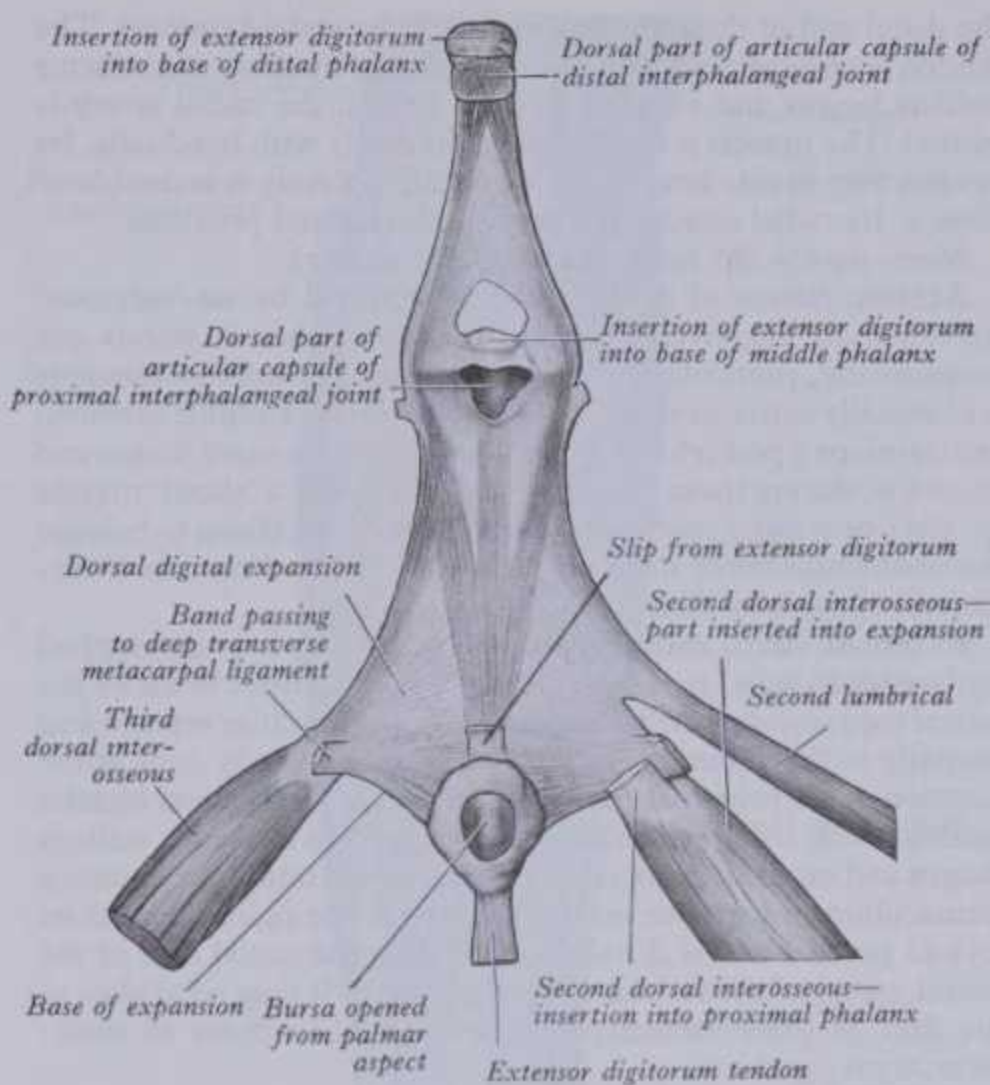 Insertion of extensor digitorum
into base of distal phalanx
Dorsal part of articular capsule of
distal interphalangeal joint
Dorsal part of
articular capsule of
proximal interphalangeal joint
Insertion of extensor digitorum
into base of middle phalanx
Dorsal digital expansion
Slip from extensor digitorum
Band passing
to deep transverse
metacarpal ligament
Second dorsal interosseous—
part inserted into expansion
Third
dorsal inter-
osseous
Second lumbrical
Base of expansion
Bursa opened
from palmar
aspect
Second dorsal interosseous—
insertion into proximal phalanx
Extensor digitorum tendon